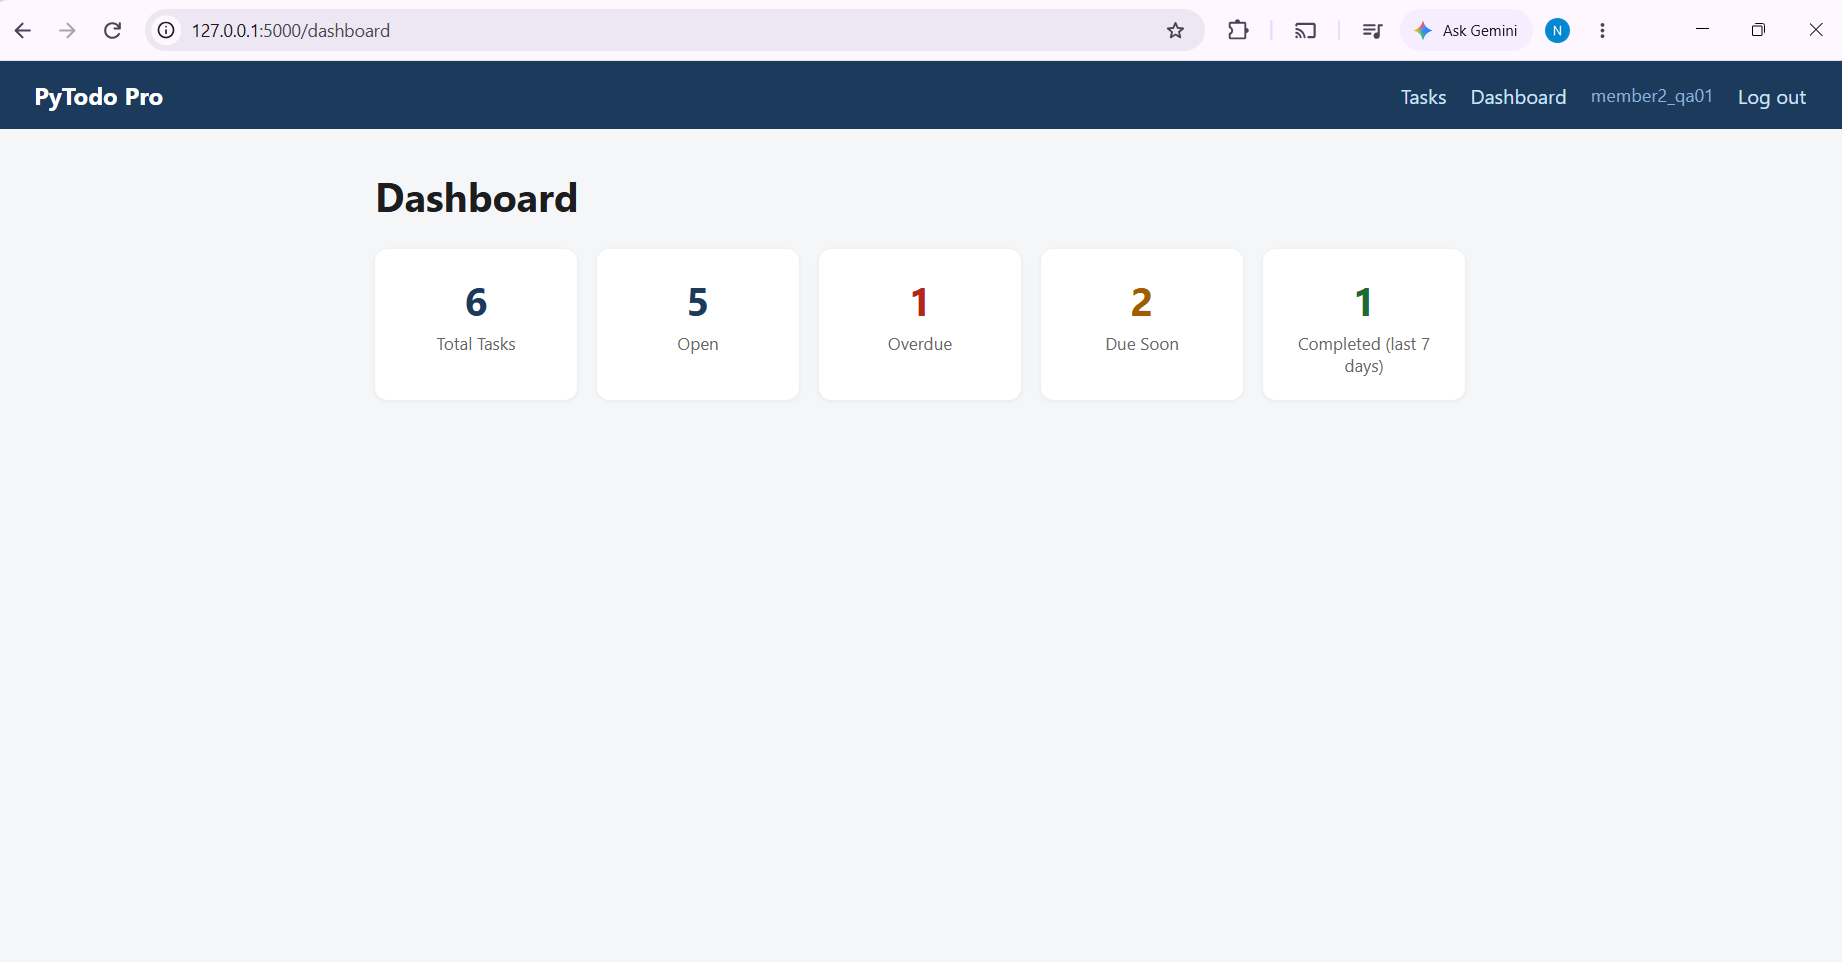 127.0.0.1:5000/dashboard
Ask Gemini
N
PyTodo Pro
Tasks
Dashboard
member2_qa01
Log out
Dashboard
6
Total Tasks
5
Open
1
Overdue
2
Due Soon
1
Completed (last 7
days)